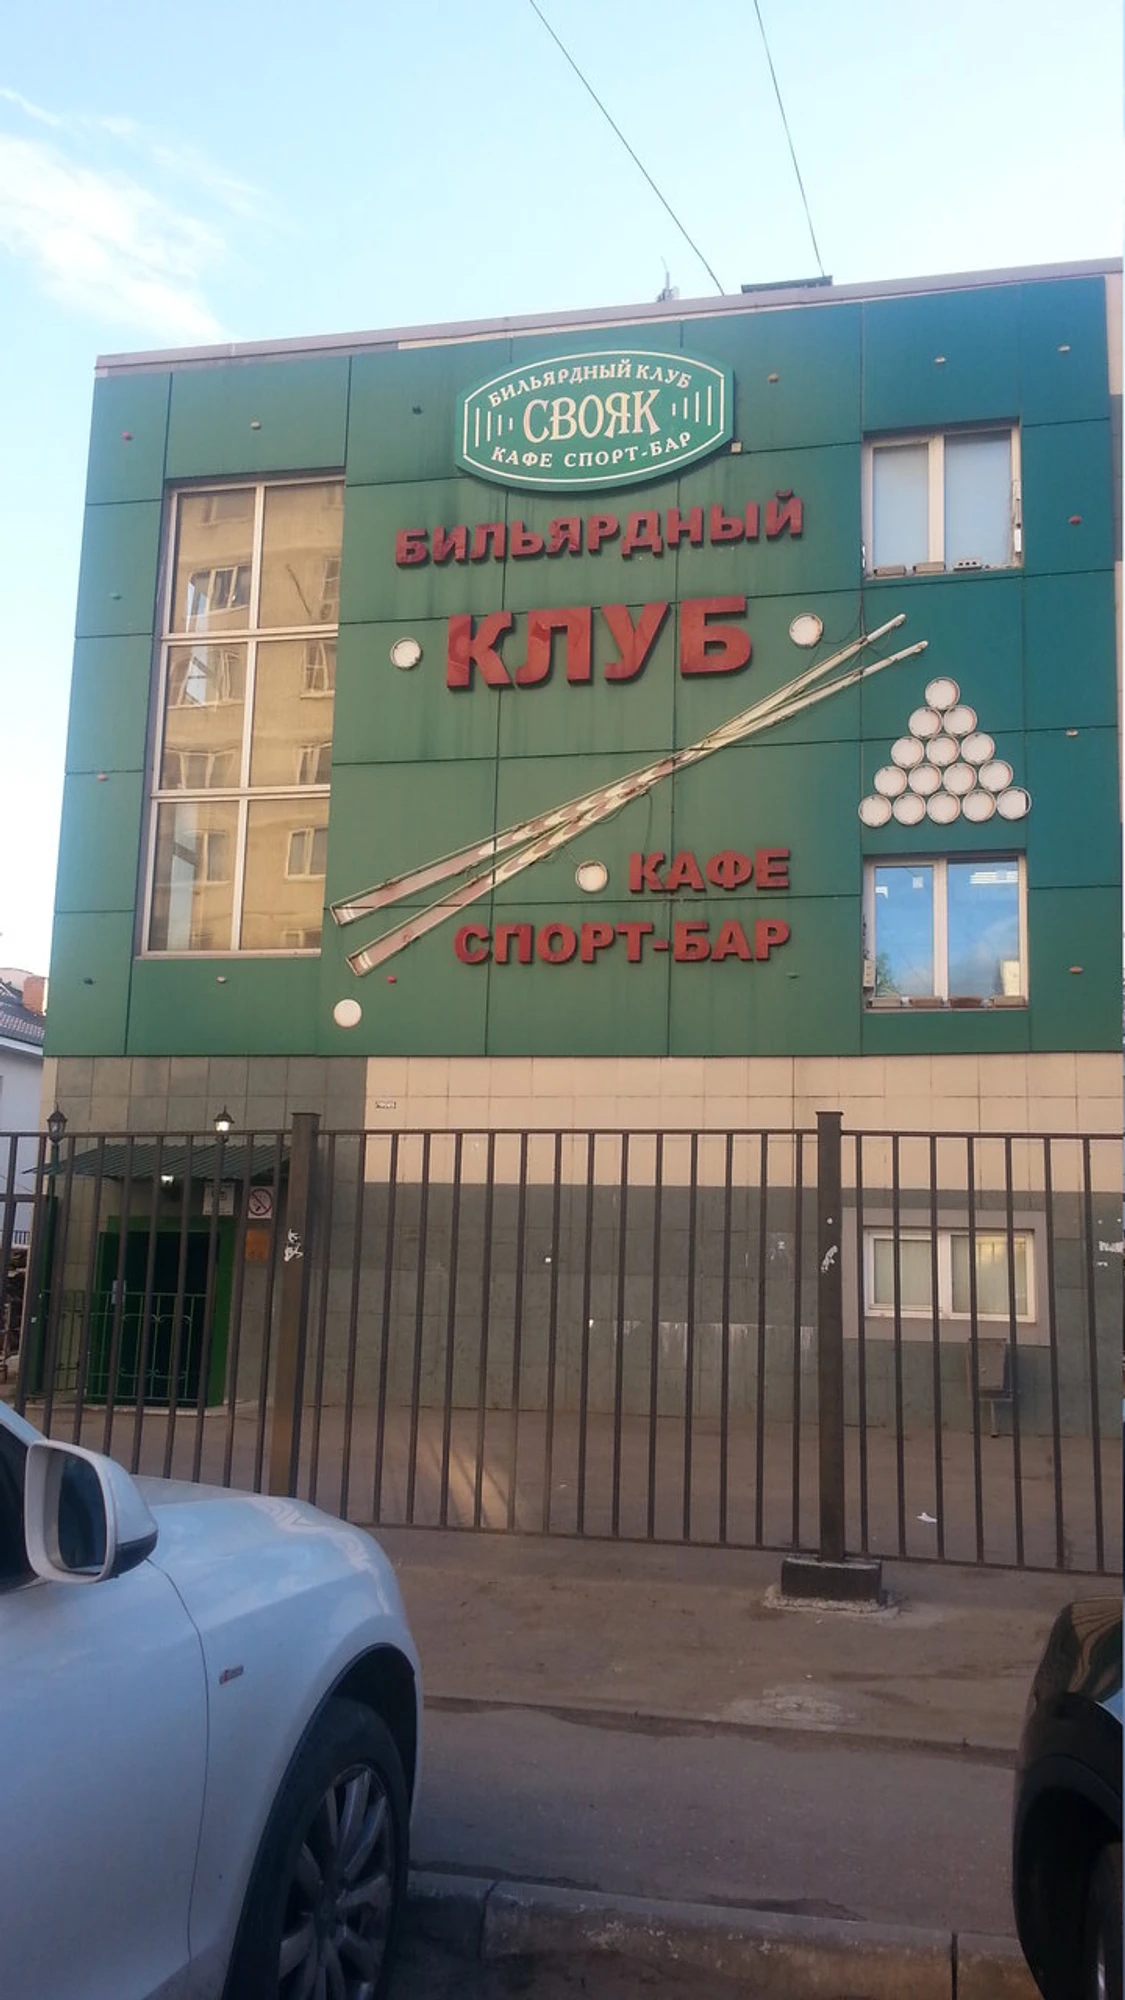 БИЛЬЯРДНЫЙ КЛУБ
СВОЯК
КАФЕ СПОРТ-БАР
БИЛЬЯРДНЫЙ
КЛУБ
КАФЕ
СПОРТ-БАР